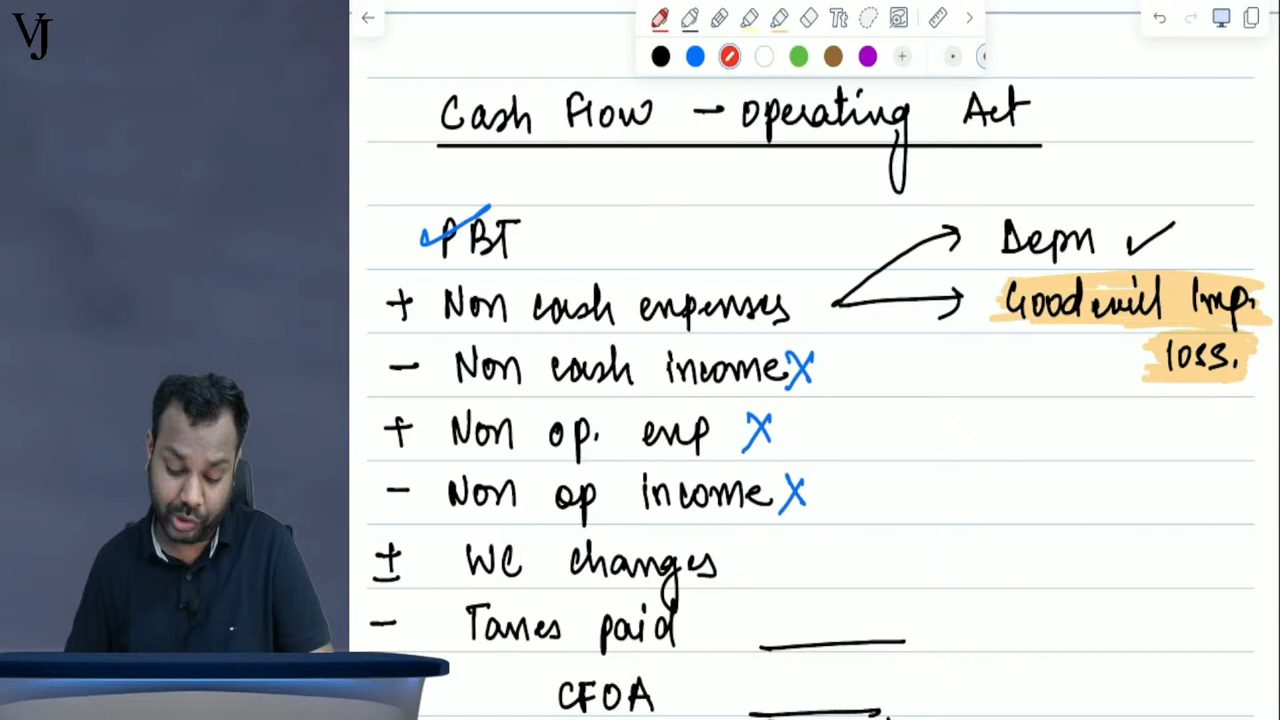 VJ
Cash Flow - Operating Act
PBT
+ Non cash expenses
Depn ✓
Goodwill Imp.
loss.
- Non cash income X
+ Non op. exp X
- Non op income X
± WC changes
- Taxes paid
CFOA